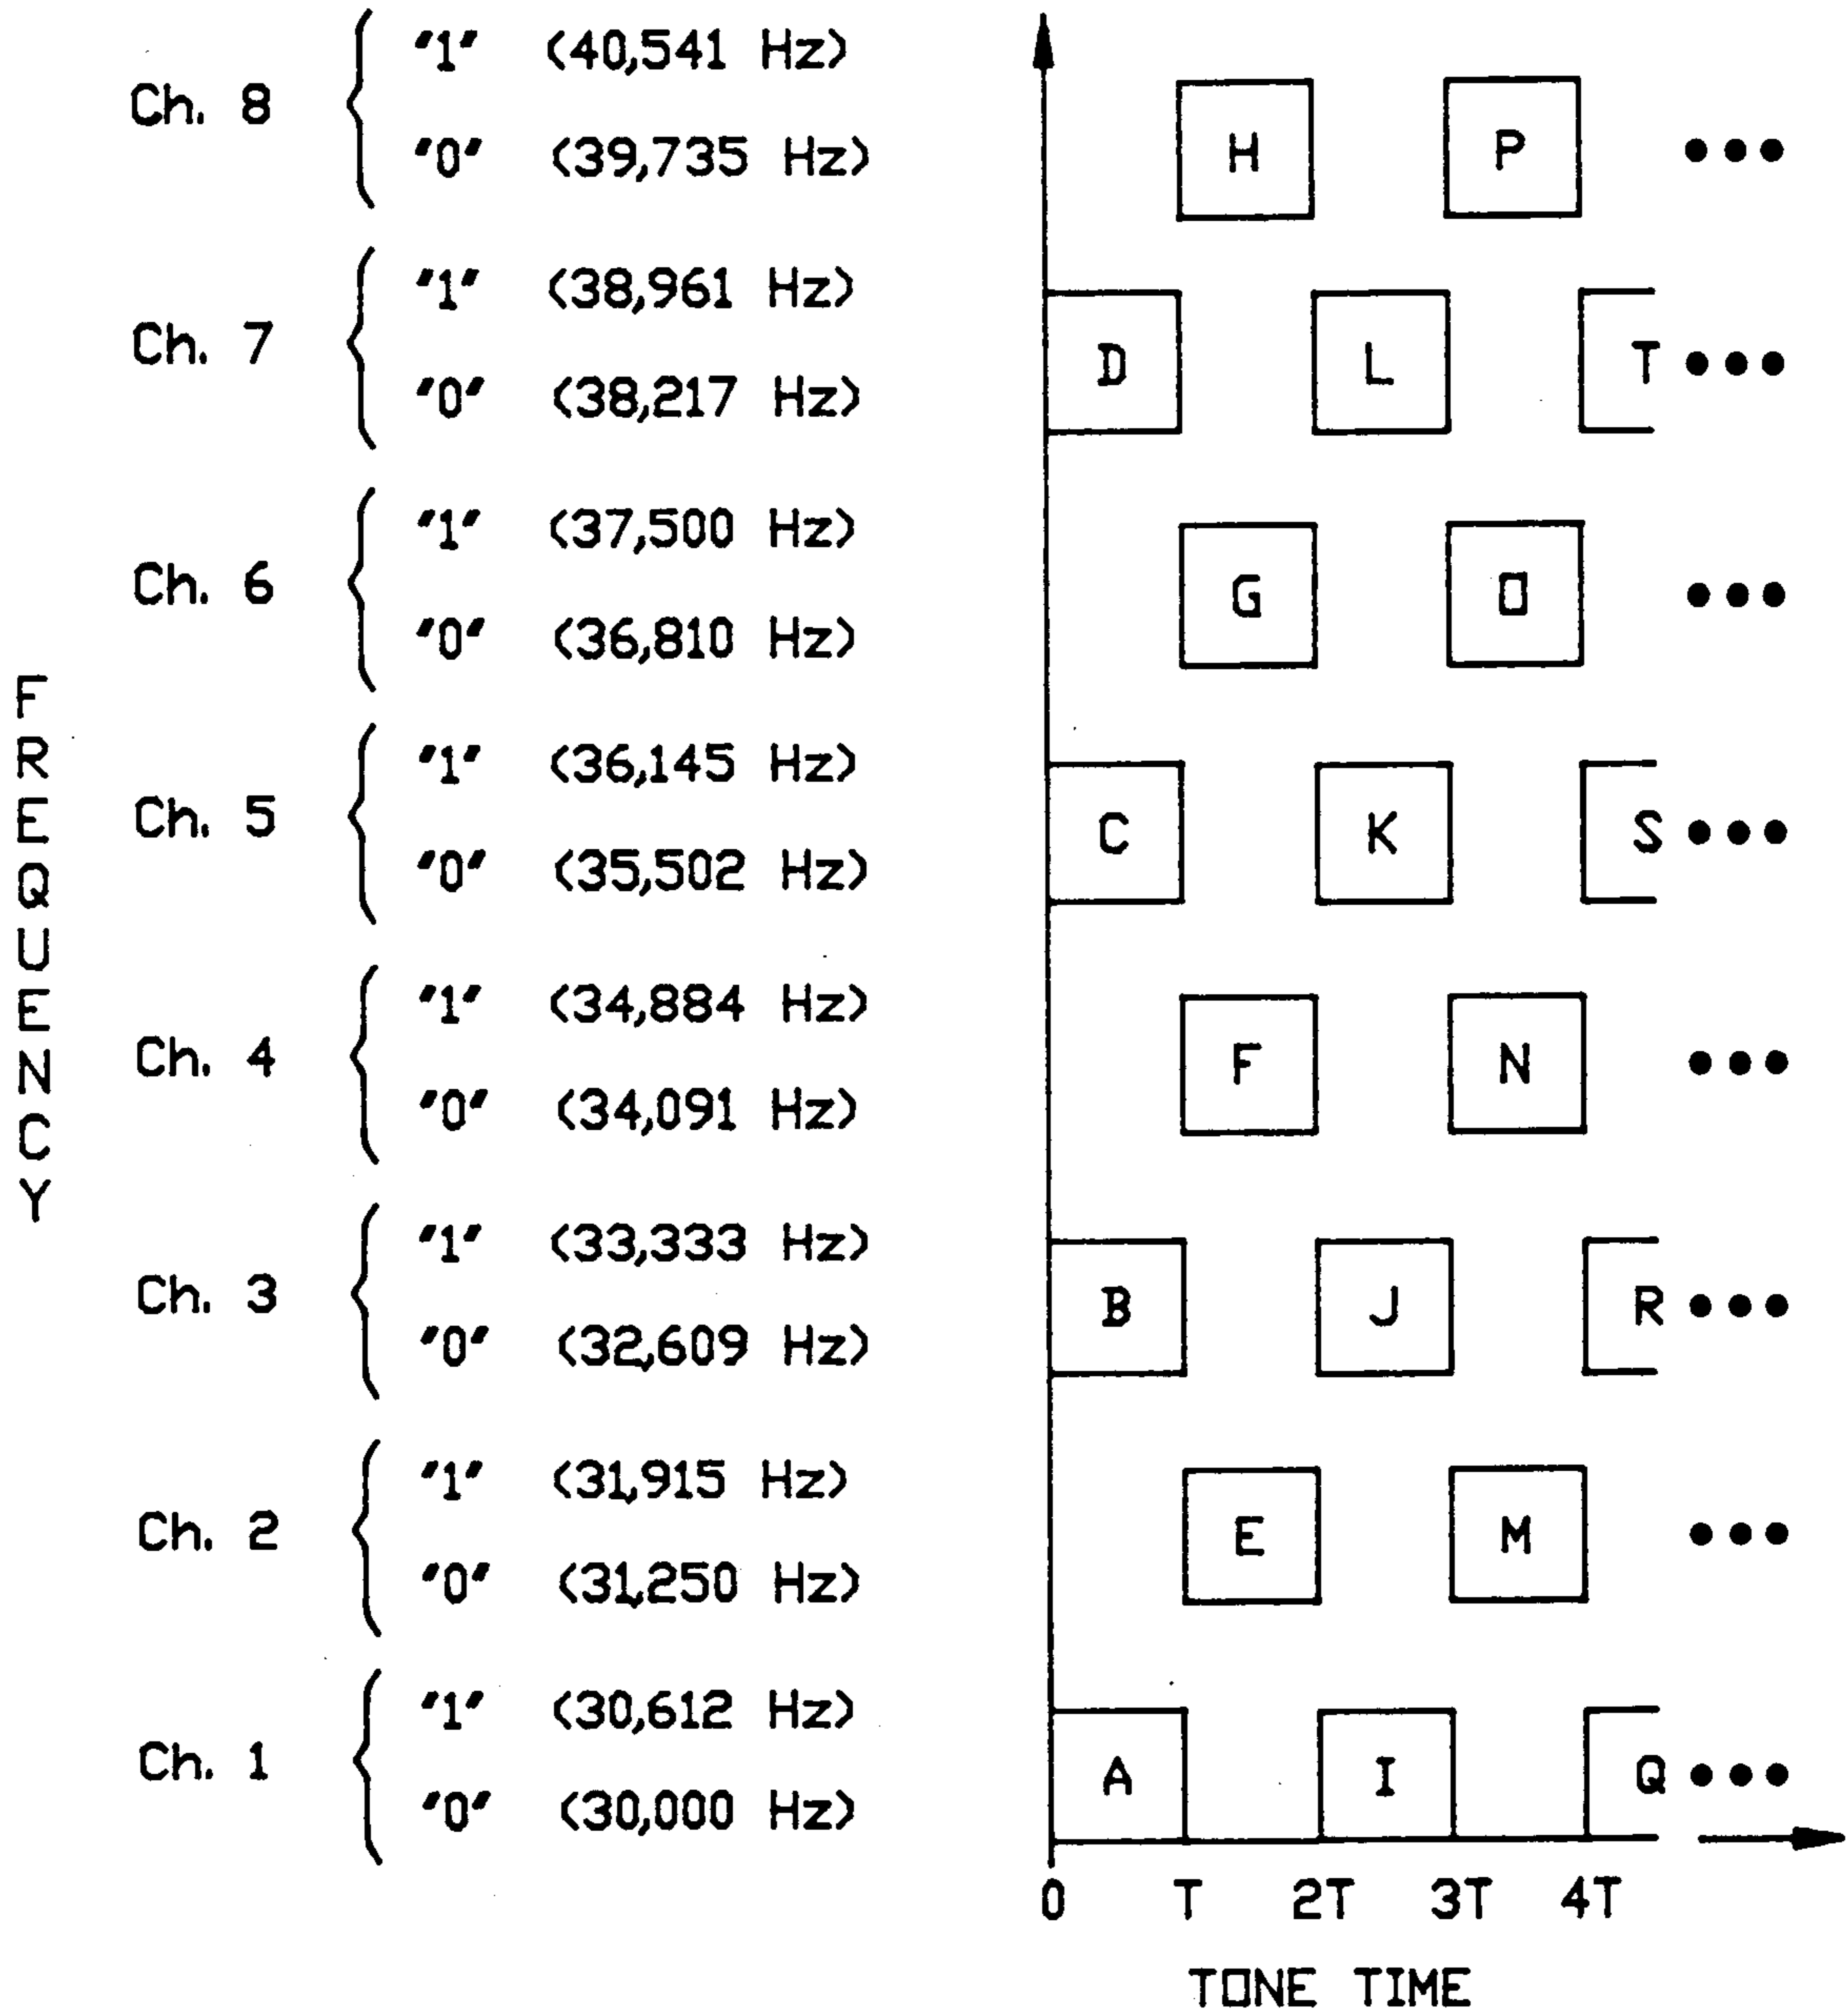 FREQUENCY
Ch. 8
"1" (40,541 Hz)
"0" (39,735 Hz)
H P •••
Ch. 7
"1" (38,961 Hz)
"0" (38,217 Hz)
D L T •••
Ch. 6
"1" (37,500 Hz)
"0" (36,810 Hz)
G O •••
Ch. 5
"1" (36,145 Hz)
"0" (35,502 Hz)
C K S •••
Ch. 4
"1" (34,884 Hz)
"0" (34,091 Hz)
F N •••
Ch. 3
"1" (33,333 Hz)
"0" (32,609 Hz)
B J R •••
Ch. 2
"1" (31,915 Hz)
"0" (31,250 Hz)
E M •••
Ch. 1
"1" (30,612 Hz)
"0" (30,000 Hz)
A I Q •••
0 T 2T 3T 4T
TONE TIME